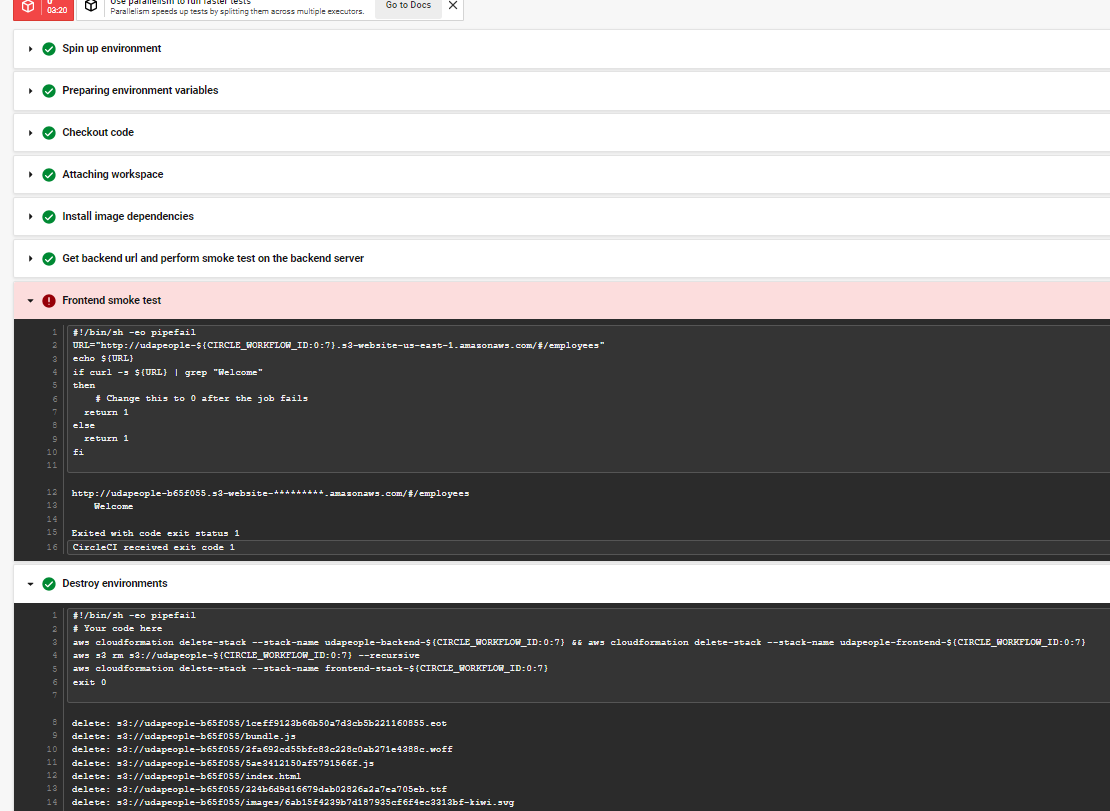 0
03:20
Use parallelism to run faster tests
Parallelism speeds up tests by splitting them across multiple executors.
Go to Docs
Spin up environment
Preparing environment variables
Checkout code
Attaching workspace
Install image dependencies
Get backend url and perform smoke test on the backend server
Frontend smoke test
1 #!/bin/sh -eo pipefail
2 URL="http://udapeople-${CIRCLE_WORKFLOW_ID:0:7}.s3-website-us-east-1.amazonaws.com/#/employees"
3 echo ${URL}
4 if curl -s ${URL} | grep "Welcome"
5 then
6 # Change this to 0 after the job fails
7 return 1
8 else
9 return 1
10 fi
11
12 http://udapeople-b65f055.s3-website-*********.amazonaws.com/#/employees
13 Welcome
14
15 Exited with code exit status 1
16 CircleCI received exit code 1
Destroy environments
1 #!/bin/sh -eo pipefail
2 # Your code here
3 aws cloudformation delete-stack --stack-name udapeople-backend-${CIRCLE_WORKFLOW_ID:0:7} && aws cloudformation delete-stack --stack-name udapeople-frontend-${CIRCLE_WORKFLOW_ID:0:7}
4 aws s3 rm s3://udapeople-${CIRCLE_WORKFLOW_ID:0:7} --recursive
5 aws cloudformation delete-stack --stack-name frontend-stack-${CIRCLE_WORKFLOW_ID:0:7}
6 exit 0
7
8 delete: s3://udapeople-b65f055/1ceff9123b66b50a7d3cb5b221160855.eot
9 delete: s3://udapeople-b65f055/bundle.js
10 delete: s3://udapeople-b65f055/2fa692cd55bfc83c228c0ab271e4388c.woff
11 delete: s3://udapeople-b65f055/5ae3412150af5791566f.js
12 delete: s3://udapeople-b65f055/index.html
13 delete: s3://udapeople-b65f055/224b6d9d16679dab02826a2a7ea705eb.ttf
14 delete: s3://udapeople-b65f055/images/6ab15f4239b7d187935cf6f4ec3313bf-kiwi.svg